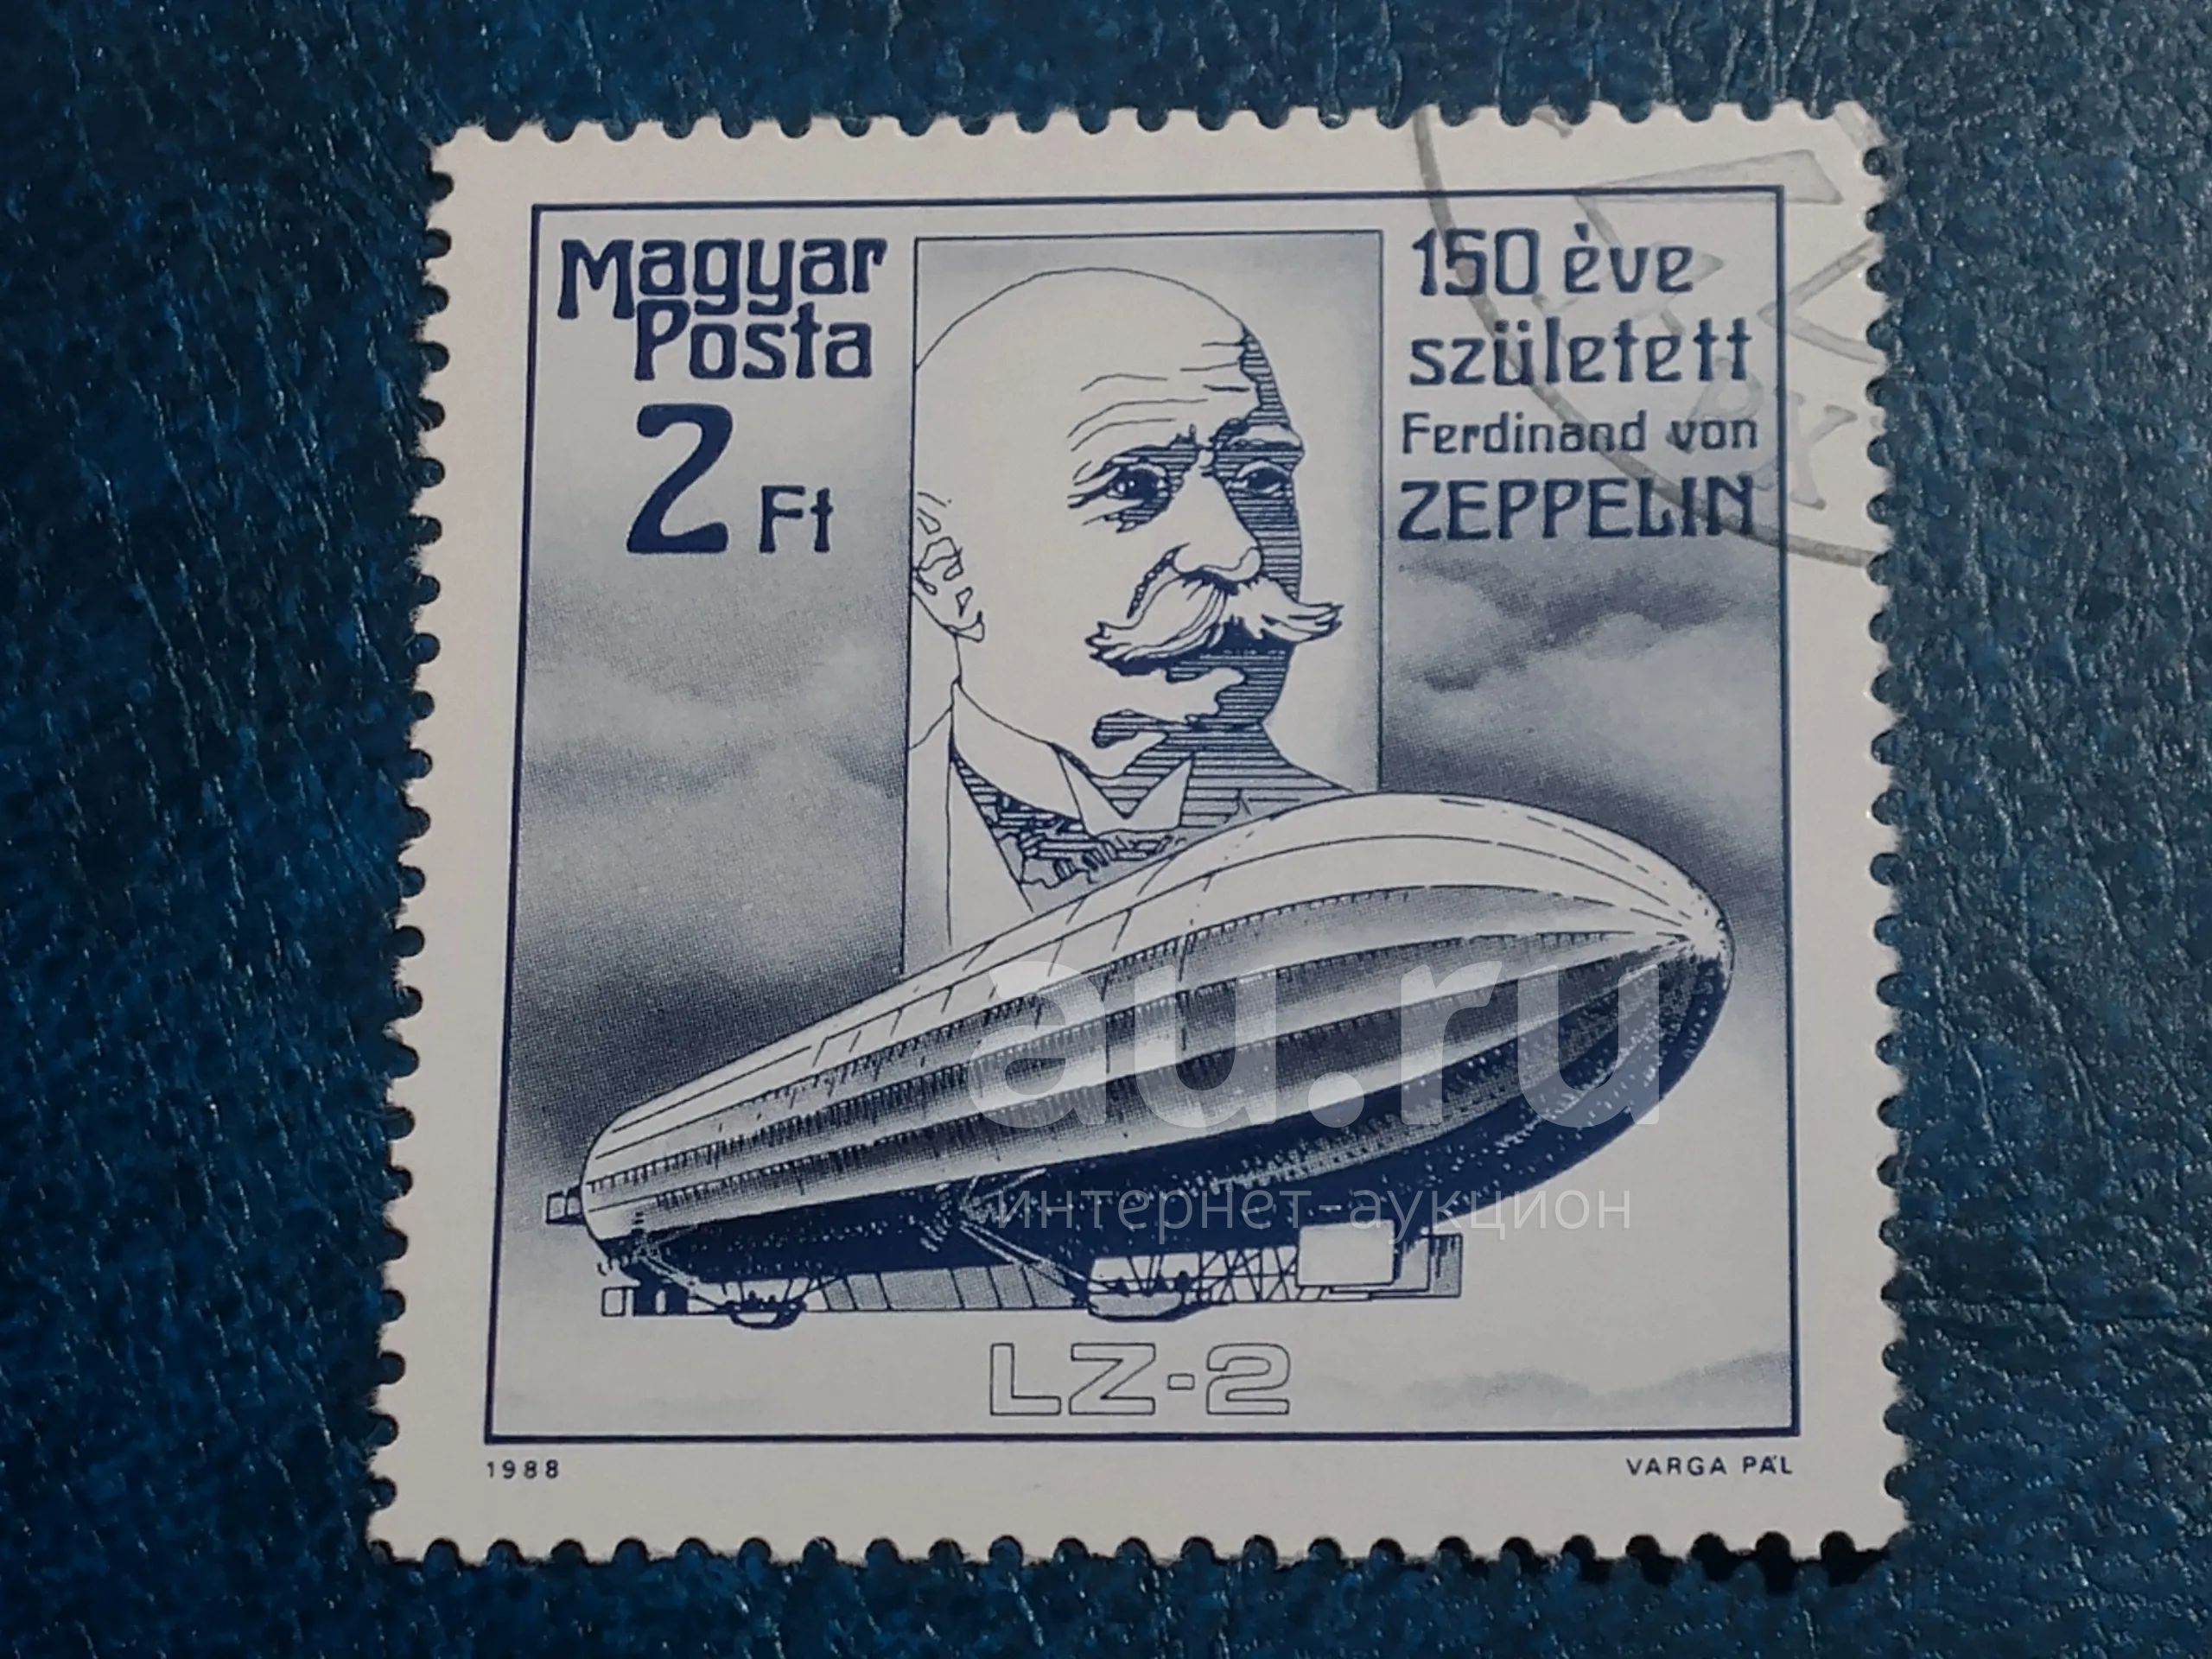 Magyar
Posta
2 Ft
150 éve
született
Ferdinand von
ZEPPELIN
au.ru
интернет-аукцион
LZ-2
1988
VARGA PÁL